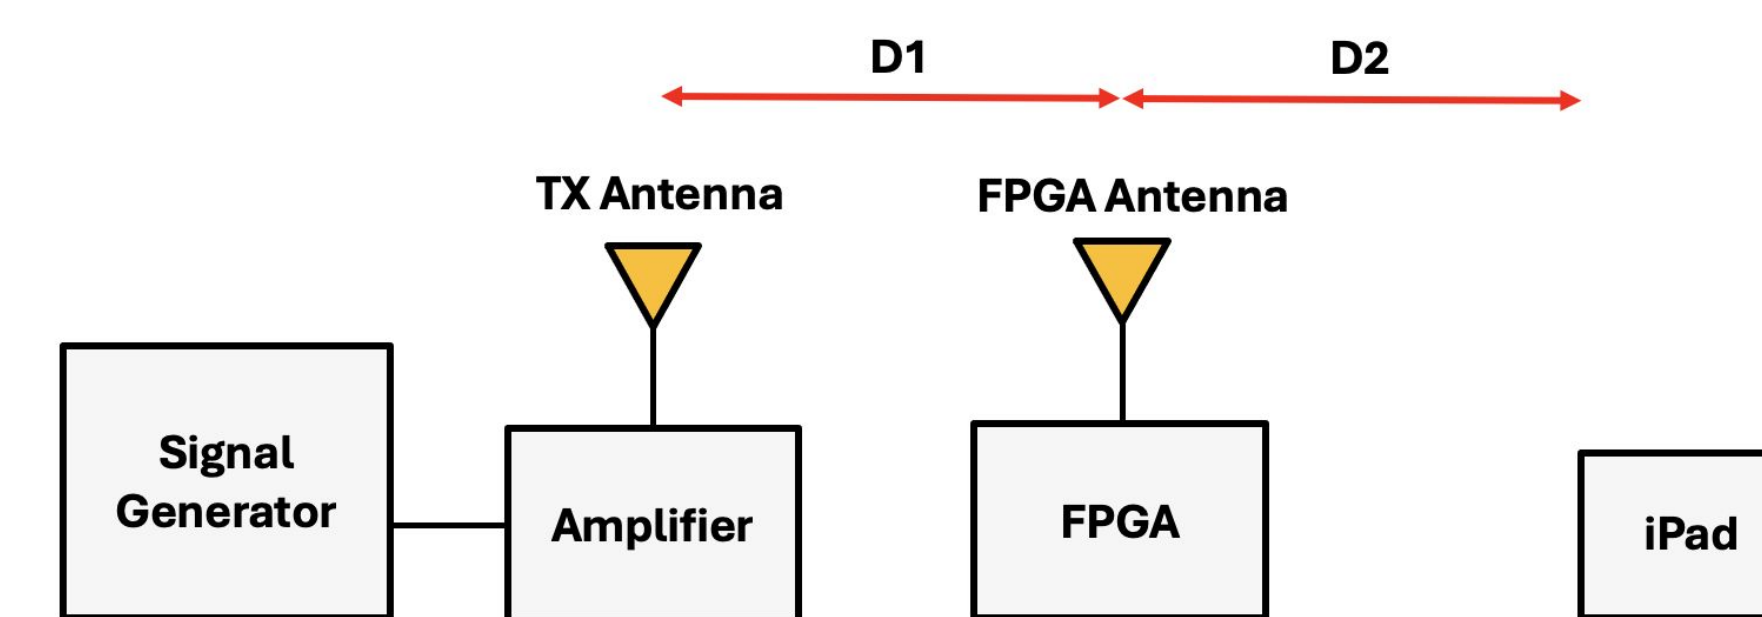 D1
D2
TX Antenna
FPGA Antenna
Signal
Generator
Amplifier
FPGA
iPad